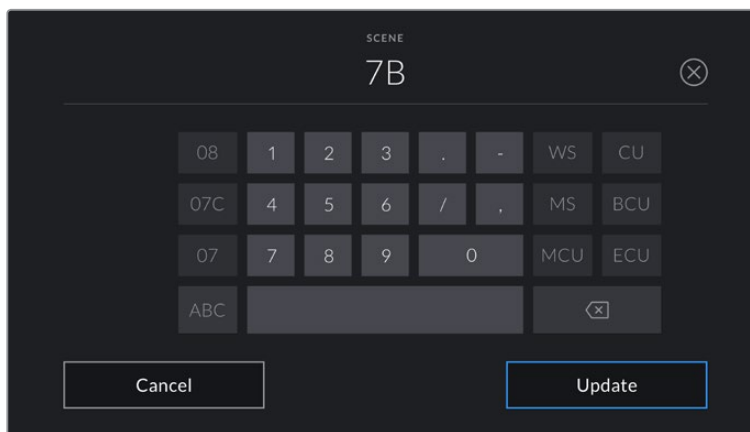 SCENE
7B
08 1 2 3 . - WS CU
07C 4 5 6 / , MS BCU
07 7 8 9 0 MCU ECU
ABC
Cancel Update